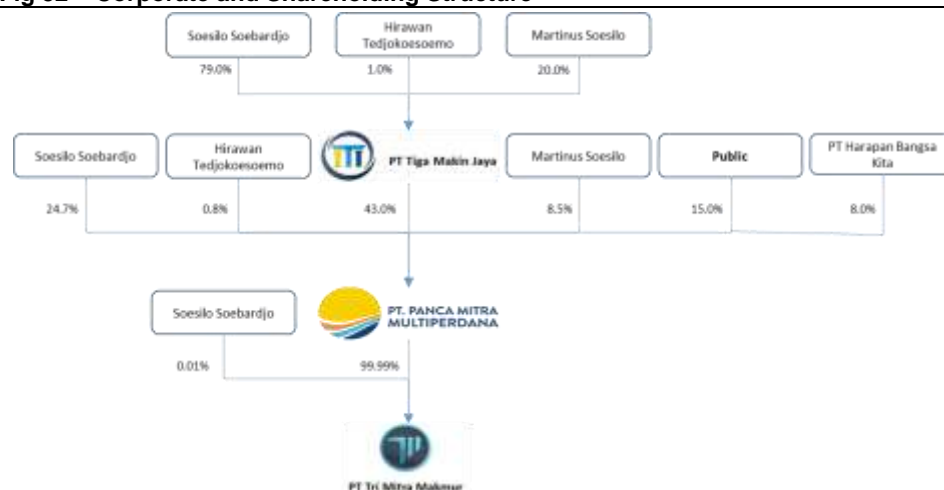 Fig 32 – Corporate and Shareholding Structure
Soesilo Soebardjo
Hirawan
Tedjokoesoemo
Martinus Soesilo
79.0%
1.0%
20.0%
Soesilo Soebardjo
Hirawan
Tedjokoesoemo
PT Tiga Makin Jaya
Martinus Soesilo
Public
PT Harapan Bangsa
Kita
24.7%
0.8%
43.0%
8.5%
15.0%
8.0%
Soesilo Soebardjo
PT. PANCA MITRA
MULTIPERDANA
0.01%
99.99%
PT Tri Mitra Makmur